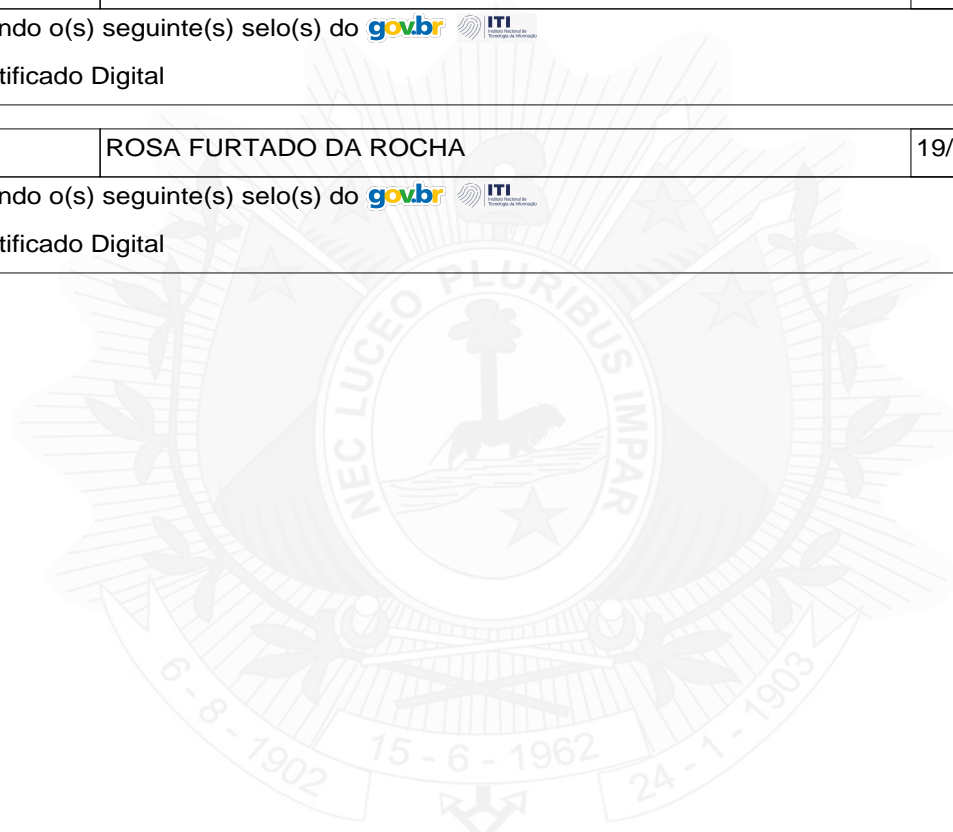 ndo o(s) seguinte(s) selo(s) do gov.br ITI
tificado Digital
ROSA FURTADO DA ROCHA 19/
ndo o(s) seguinte(s) selo(s) do gov.br ITI
tificado Digital
NEC LUCEO PLURIBUS IMPAR
6 - 8 - 1902 15 - 6 - 1962 24 - 1 - 1903